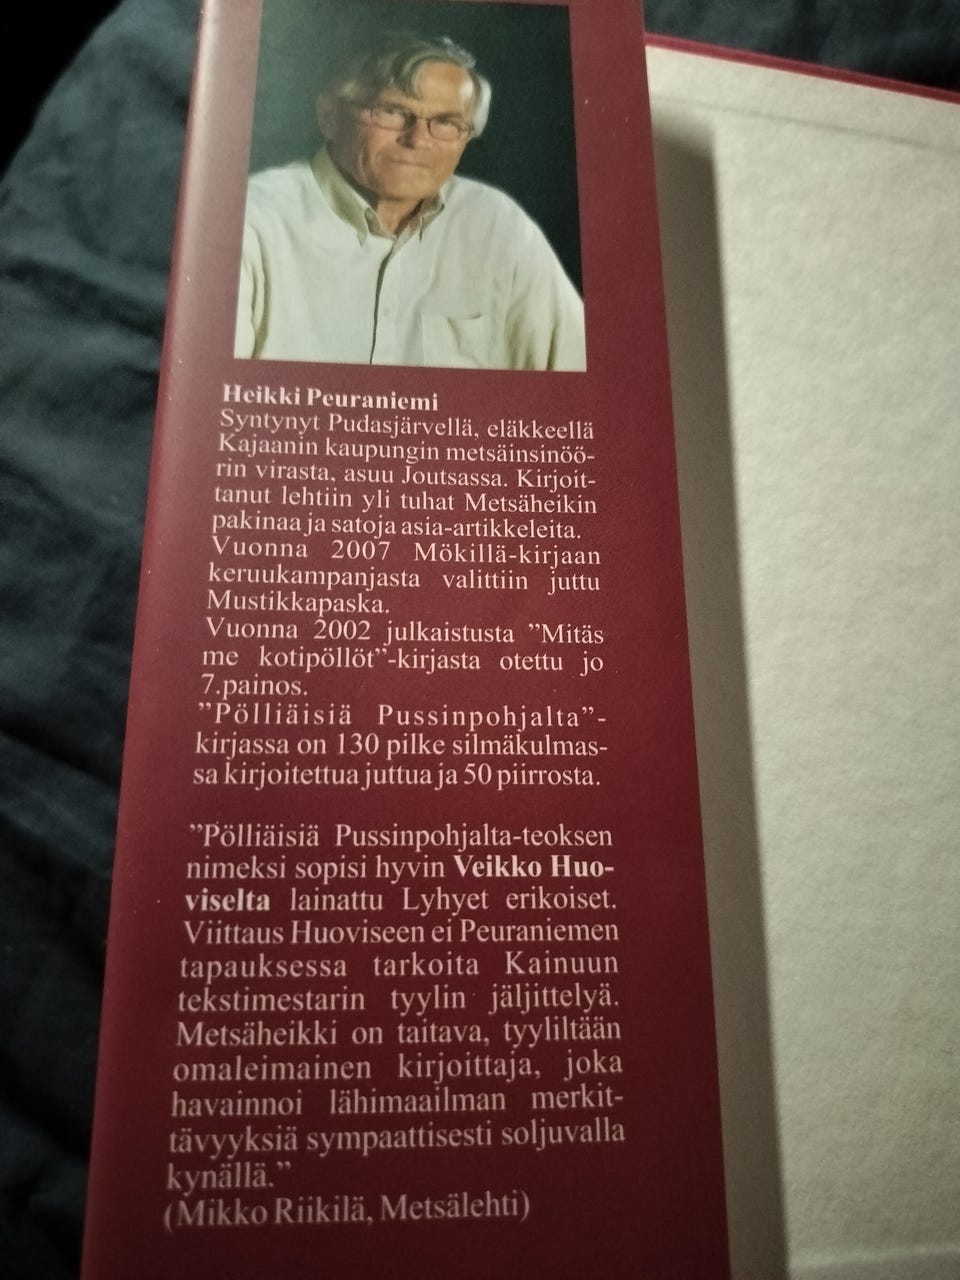 Heikki Peuraniemi
Syntynyt Pudasjärvellä, eläkkeellä
Kajaanin kaupungin metsäinsinöö-
rin virasta, asuu Joutsassa. Kirjoit-
tanut lehtiin yli tuhat Metsäheikin
pakinaa ja satoja asia-artikkeleita.
Vuonna 2007 Mökillä-kirjaan
keruukampanjasta valittiin juttu
Mustikkapaska.
Vuonna 2002 julkaistusta ”Mitäs
me kotipöllöt”-kirjasta otettu jo
7.painos.
”Pölliäisiä Pussinpohjalta”-
kirjassa on 130 pilke silmäkulmas-
sa kirjoitettua juttua ja 50 piirrosta.
”Pölliäisiä Pussinpohjalta-teoksen
nimeksi sopisi hyvin Veikko Huo-
viselta lainattu Lyhyet erikoiset.
Viittaus Huoviseen ei Peuraniemen
tapauksessa tarkoita Kainuun
tekstimestarin tyylin jäljittelyä.
Metsäheikki on taitava, tyyliltään
omaleimainen kirjoittaja, joka
havainnoi lähimaailman merkit-
tävyyksiä sympaattisesti soljuvalla
kynällä.”
(Mikko Riikilä, Metsälehti)